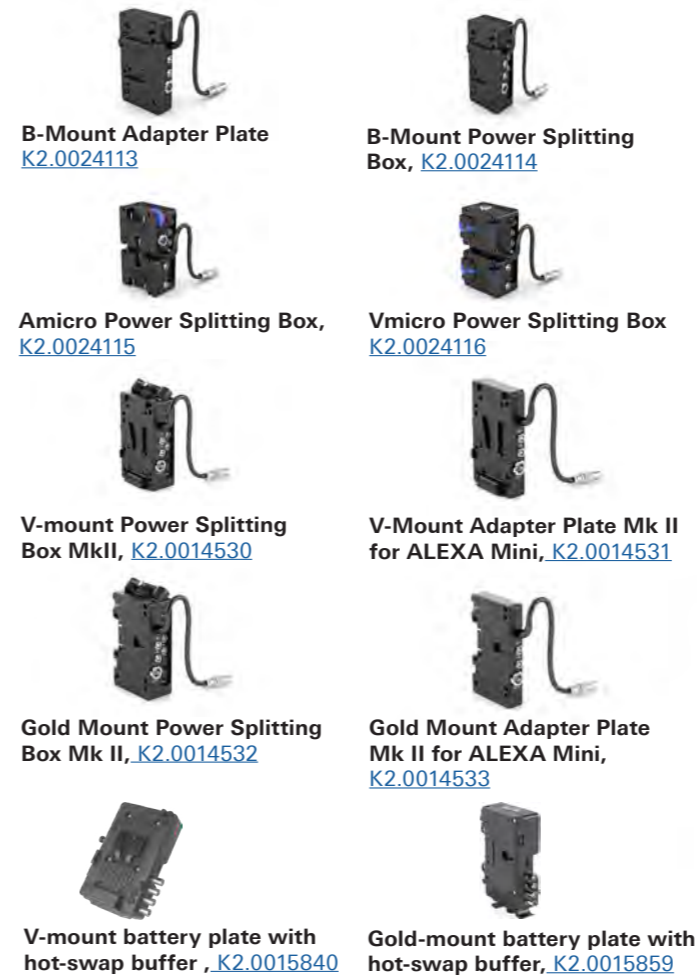 B-Mount Adapter Plate
K2.0024113
B-Mount Power Splitting
Box, K2.0024114
Amicro Power Splitting Box,
K2.0024115
Vmicro Power Splitting Box
K2.0024116
V-mount Power Splitting
Box MkII, K2.0014530
V-Mount Adapter Plate Mk II
for ALEXA Mini, K2.0014531
Gold Mount Power Splitting
Box Mk II, K2.0014532
Gold Mount Adapter Plate
Mk II for ALEXA Mini,
K2.0014533
V-mount battery plate with
hot-swap buffer , K2.0015840
Gold-mount battery plate with
hot-swap buffer, K2.0015859